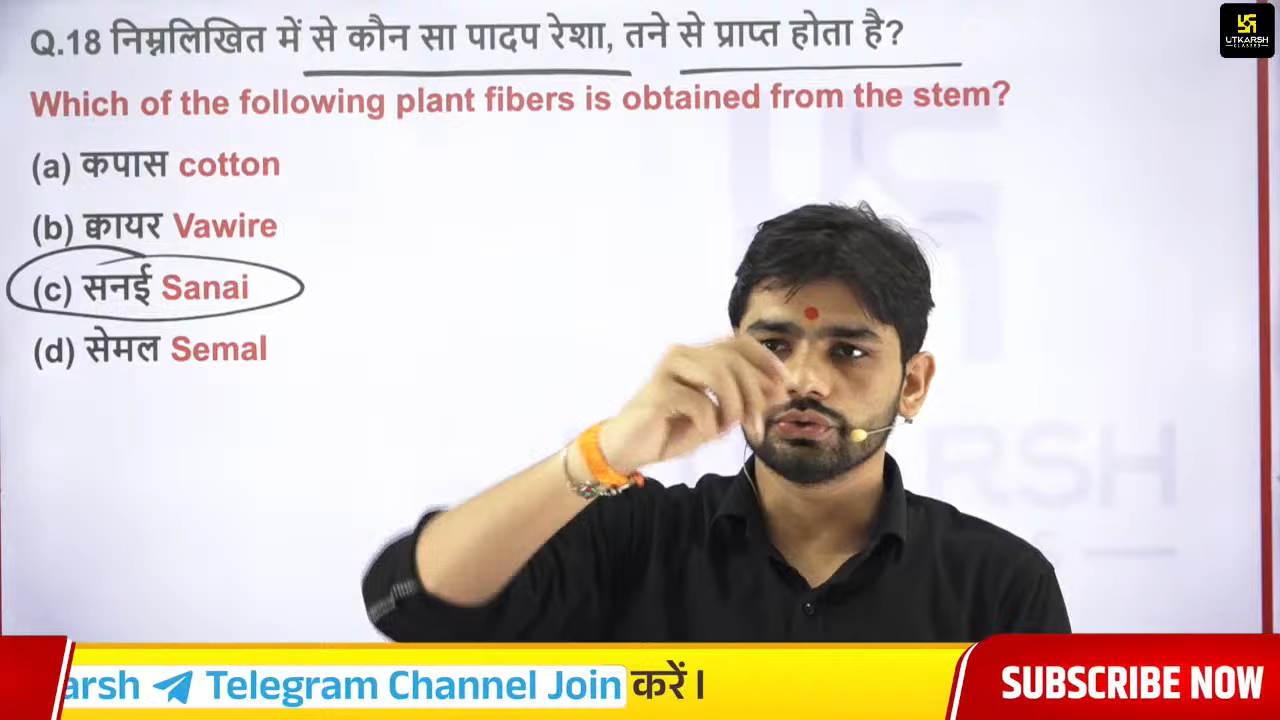 Q.18 निम्नलिखित में से कौन सा पादप रेशा, तने से प्राप्त होता है?
Which of the following plant fibers is obtained from the stem?
(a) कपास cotton
(b) क्वायर Vawire
(c) सनई Sanai
(d) सेमल Semal
UTKARSH
CLASSES
RSH
arsh Telegram Channel Join करें।
SUBSCRIBE NOW